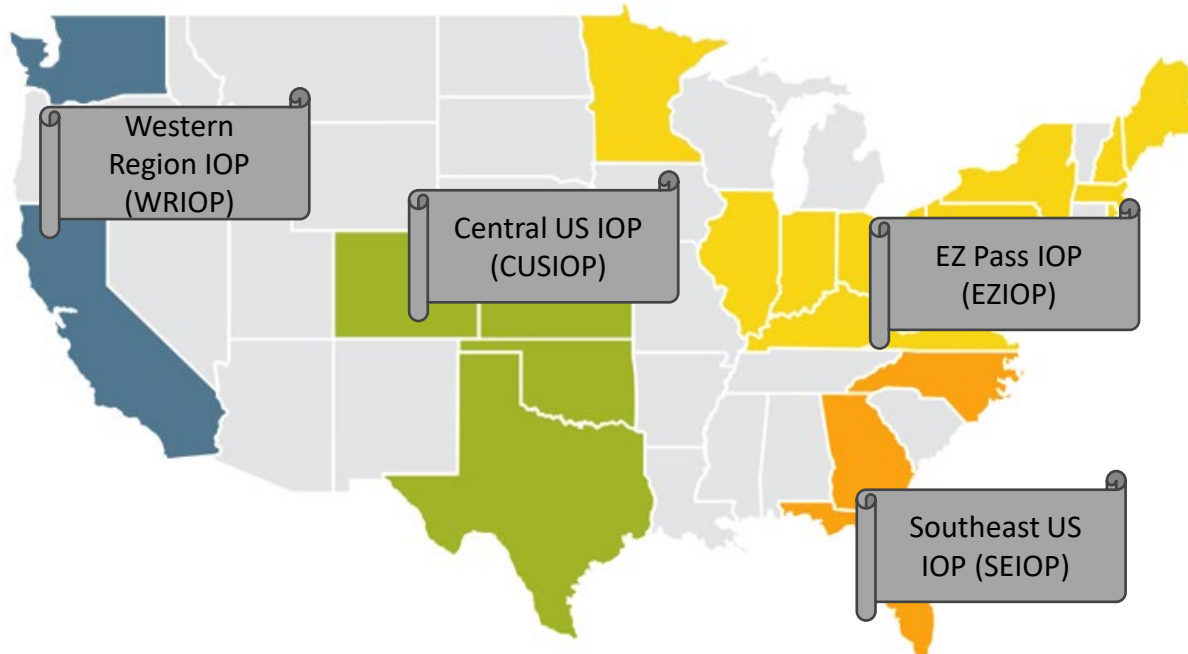 Western
Region IOP
(WRIOP)
Central US IOP
(CUSIOP)
EZ Pass IOP
(EZIOP)
Southeast US
IOP (SEIOP)